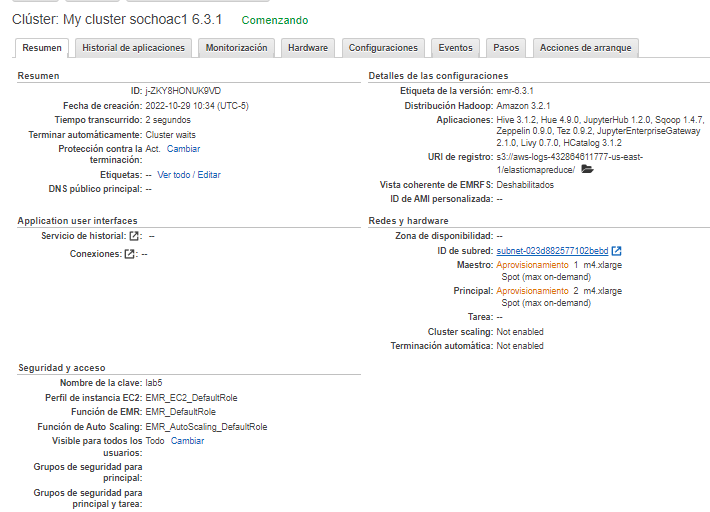 Clúster: My cluster sochoac1 6.3.1 Comenzando
Resumen Historial de aplicaciones Monitorización Hardware Configuraciones Eventos Pasos Acciones de arranque
Resumen
ID: j-ZKY8HONUK9VD
Fecha de creación: 2022-10-29 10:34 (UTC-5)
Tiempo transcurrido: 2 segundos
Terminar automáticamente: Cluster waits
Protección contra la terminación: Act. Cambiar
Etiquetas: -- Ver todo / Editar
DNS público principal: --
Detalles de las configuraciones
Etiqueta de la versión: emr-6.3.1
Distribución Hadoop: Amazon 3.2.1
Aplicaciones: Hive 3.1.2, Hue 4.9.0, JupyterHub 1.2.0, Sqoop 1.4.7,
Zeppelin 0.9.0, Tez 0.9.2, JupyterEnterpriseGateway
2.1.0, Livy 0.7.0, HCatalog 3.1.2
URI de registro: s3://aws-logs-432864611777-us-east-
1/elasticmapreduce/
Vista coherente de EMRFS: Deshabilitados
ID de AMI personalizada: --
Application user interfaces
Servicio de historial: : --
Conexiones: : --
Redes y hardware
Zona de disponibilidad: --
ID de subred: subnet-023d882577102bebd
Maestro: Aprovisionamiento 1 m4.xlarge
Spot (max on-demand)
Principal: Aprovisionamiento 2 m4.xlarge
Spot (max on-demand)
Tarea: --
Cluster scaling: Not enabled
Terminación automática: Not enabled
Seguridad y acceso
Nombre de la clave: lab5
Perfil de instancia EC2: EMR_EC2_DefaultRole
Función de EMR: EMR_DefaultRole
Función de Auto Scaling: EMR_AutoScaling_DefaultRole
Visible para todos los usuarios: Todo Cambiar
Grupos de seguridad para
principal:
Grupos de seguridad para
principal y tarea: